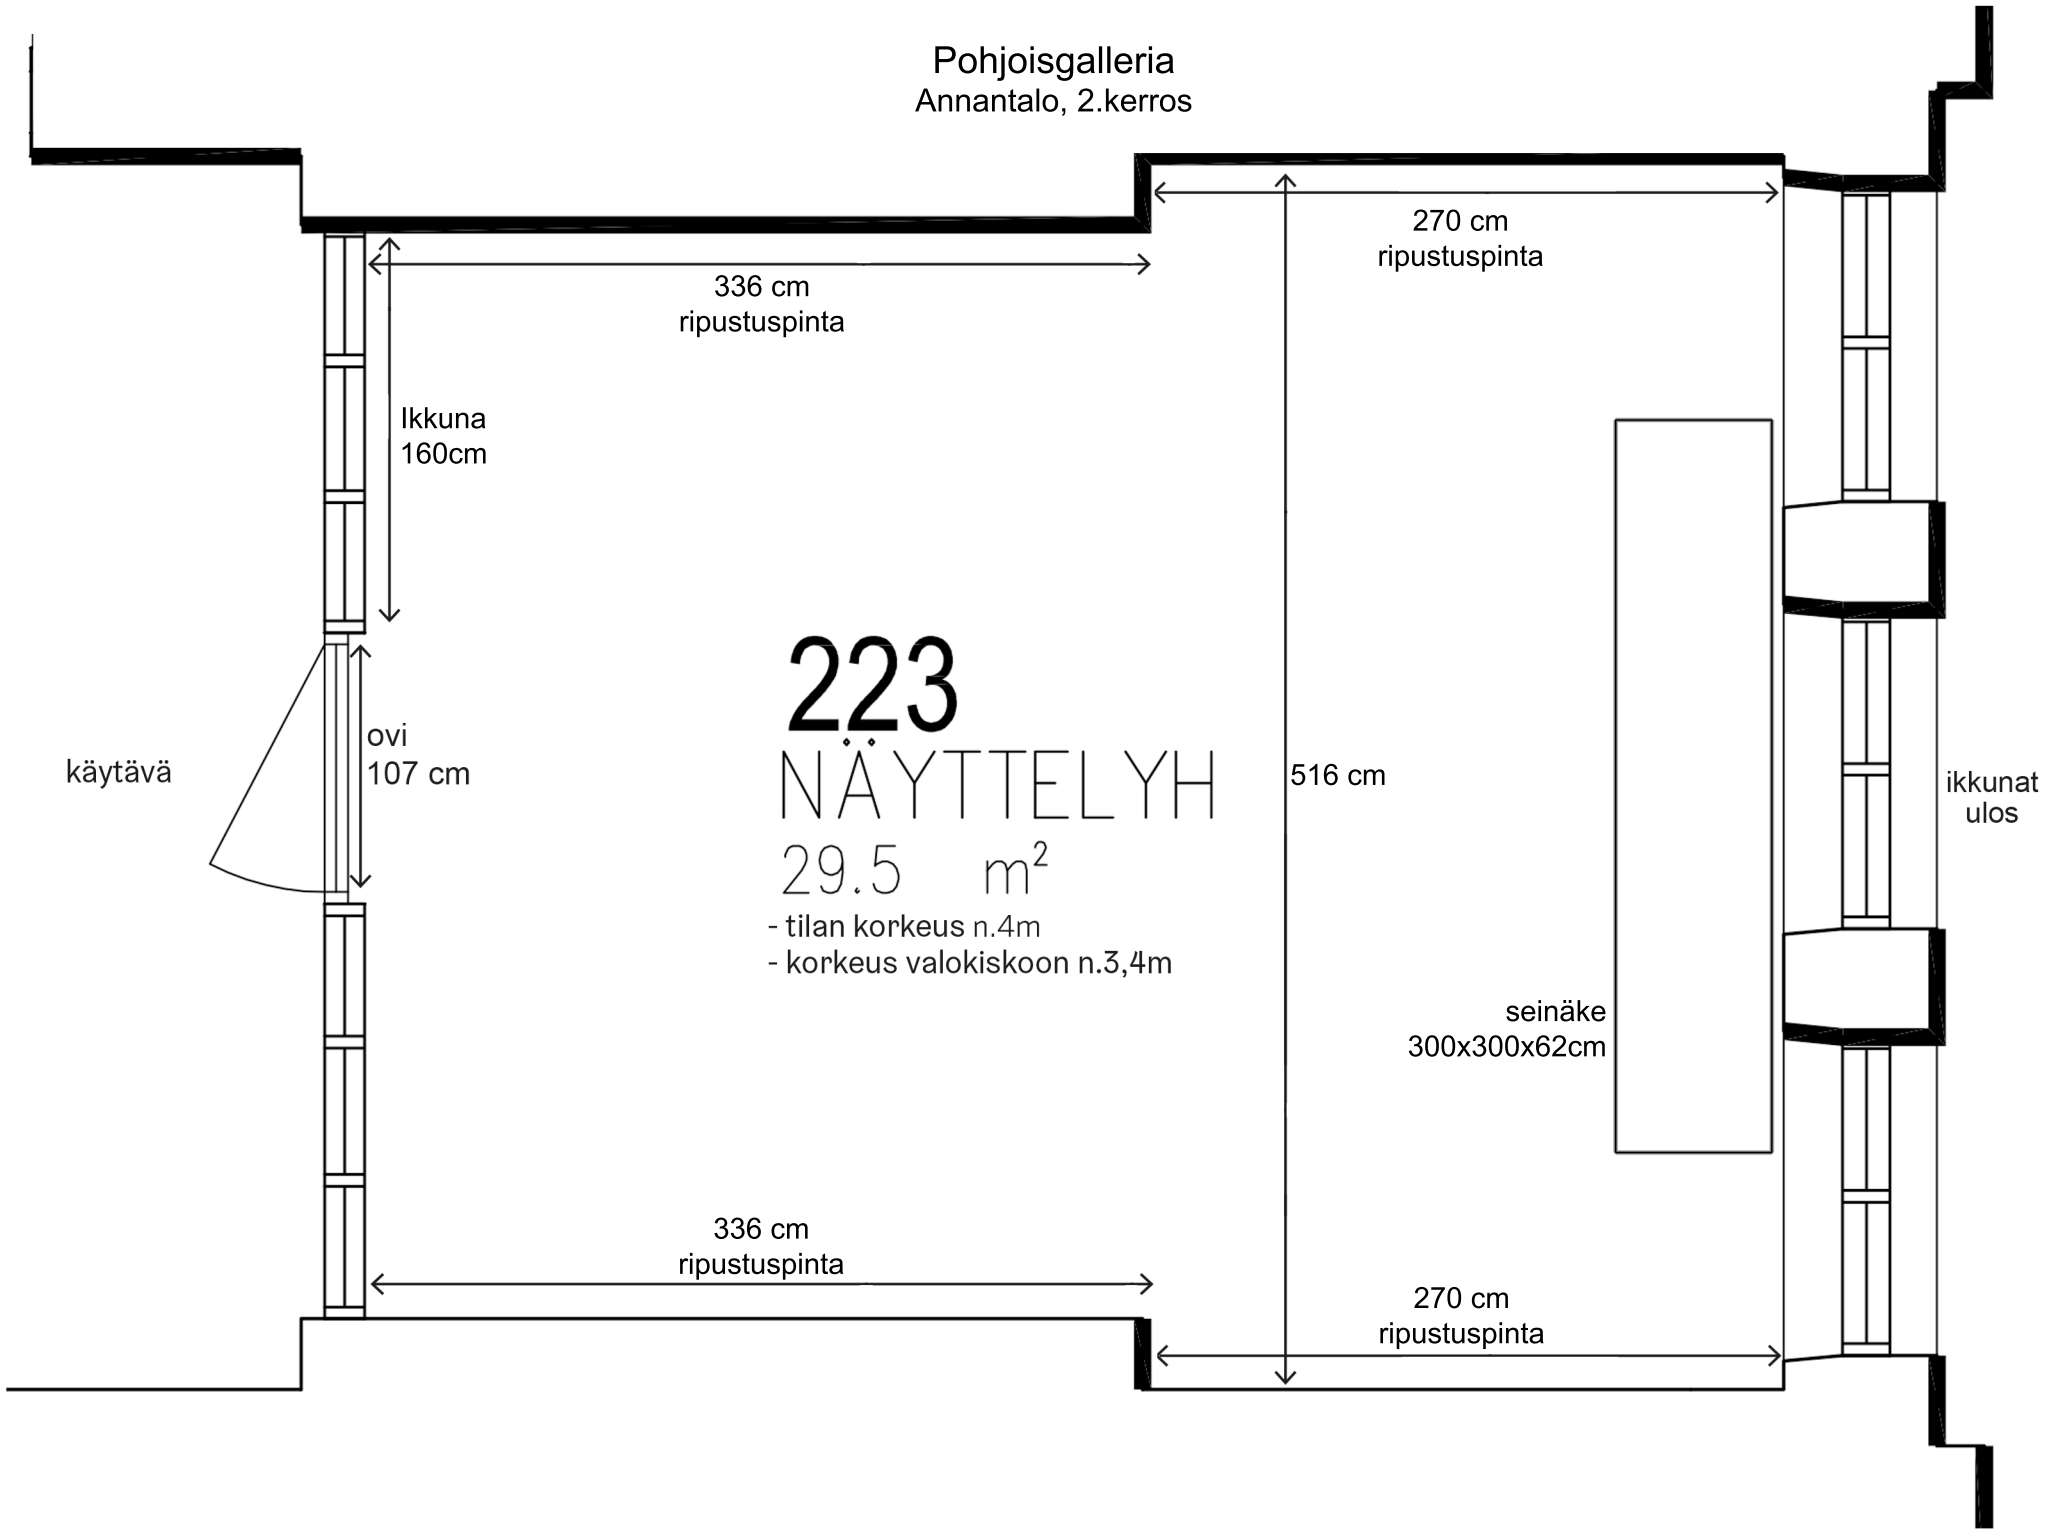 Pohjoisgalleria
Annantalo, 2.kerros
270 cm
ripustuspinta
336 cm
ripustuspinta
Ikkuna
160cm
223
NÄYTTELYH
29.5 m²
- tilan korkeus n.4m
- korkeus valokiskoon n.3,4m
ovi
107 cm
käytävä
516 cm
ikkunat
ulos
seinäke
300x300x62cm
336 cm
ripustuspinta
270 cm
ripustuspinta